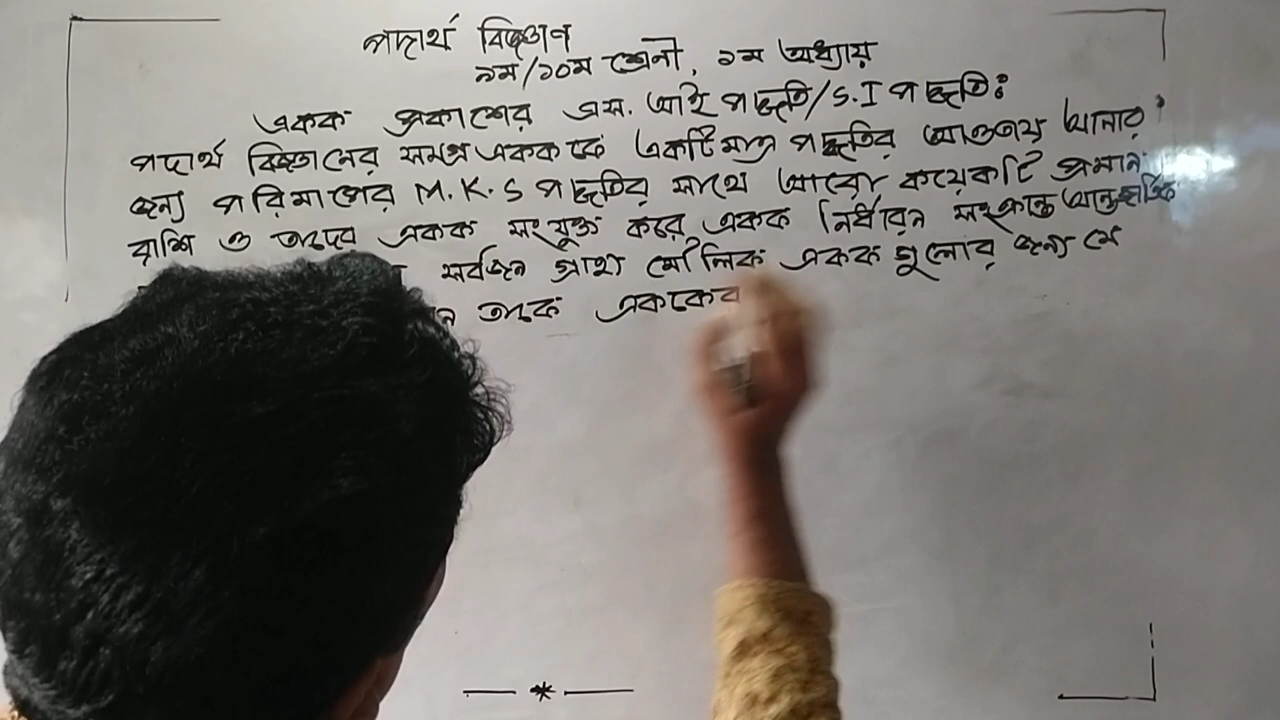 পদার্থ বিজ্ঞান
৯ম/১০ম শ্রেনী, ১ম অধ্যায়
একক প্রকাশের এস. আই পদ্ধতি/S.I পদ্ধতি:
পদার্থ বিজ্ঞানের সমগ্র একককে একটিমাত্র পদ্ধতির আওতায় আনার
জন্য পরিমাপের M.K.S পদ্ধতির সাথে আরো কয়েকটি প্রমান
রাশি ও তাদের একক সংযুক্ত করে একক নির্ধারন সংক্রান্ত আন্তর্জাতিক
সর্বজন গ্রাহ্য মৌলিক একক গুলোর জন্য যে
তাকে এককের